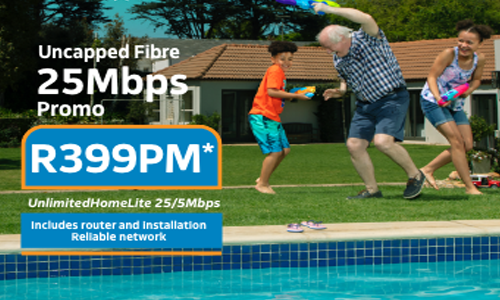 Uncapped Fibre
25Mbps
Promo
R399PM*
UnlimitedHomeLite 25/5Mbps
Includes router and Installation
Reliable network